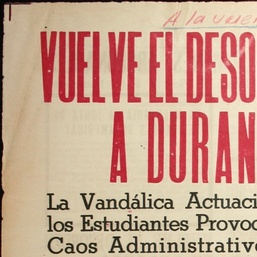 A la vuel
VUELVE EL DESO
A DURAN
La Vandálica Actuaci
los Estudiantes Provoc
Caos Administrativ